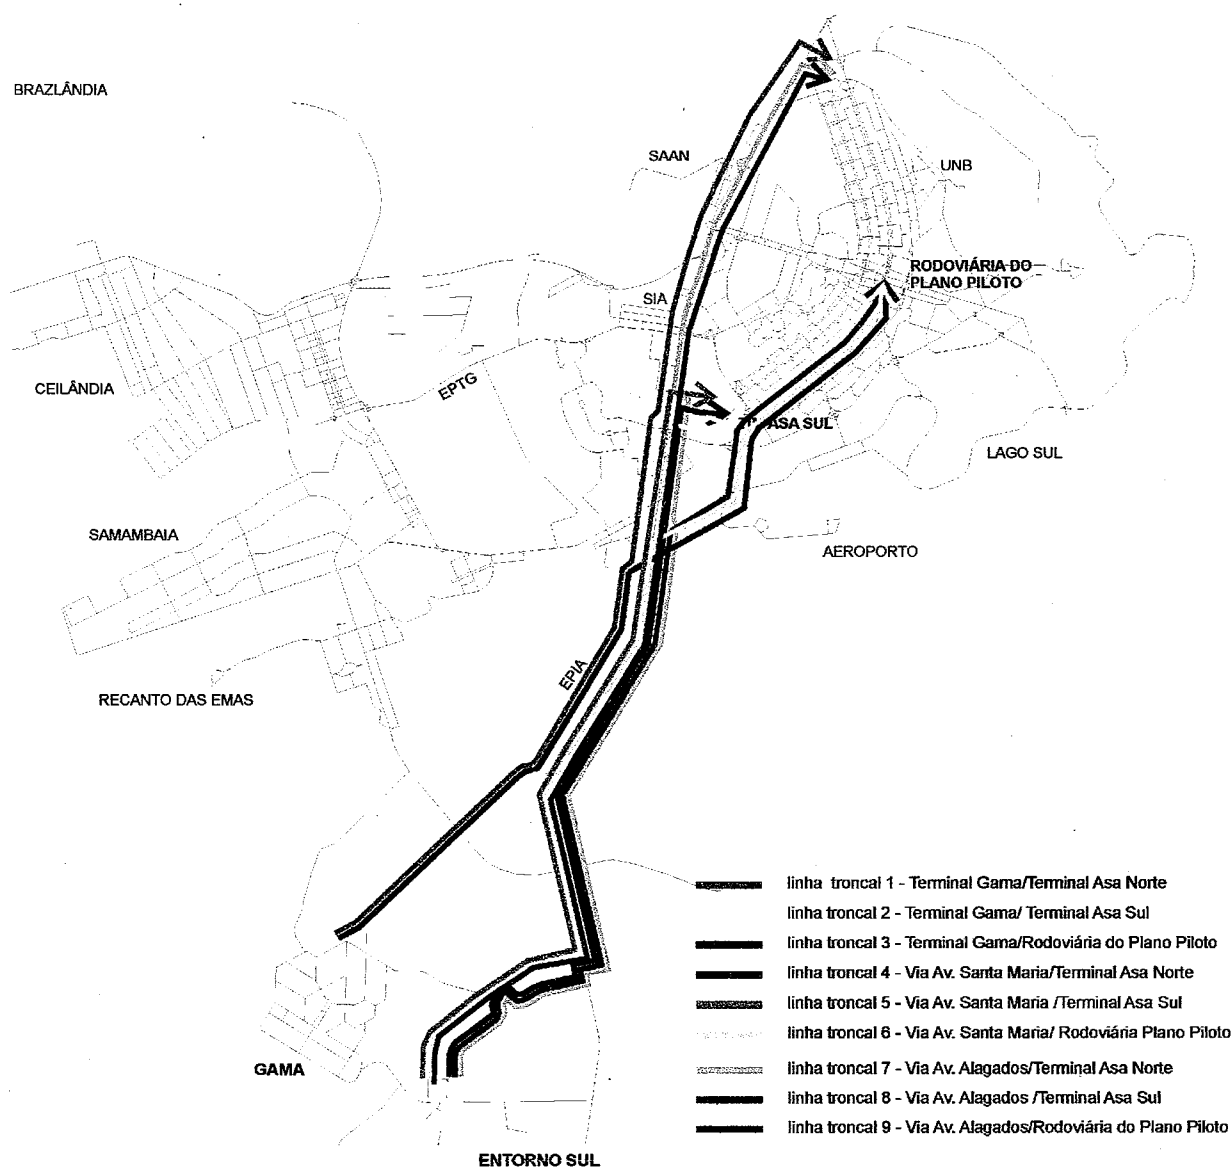 BRAZLÂNDIA
SAAN
UNB
RODOVIÁRIA DO
PLANO PILOTO
SIA
CEILÂNDIA
EPTG
ASA SUL
LAGO SUL
SAMAMBAIA
AEROPORTO
EPIA
RECANTO DAS EMAS
linha troncal 1 - Terminal Gama/Terminal Asa Norte
linha troncal 2 - Terminal Gama/ Terminal Asa Sul
linha troncal 3 - Terminal Gama/Rodoviária do Plano Piloto
linha troncal 4 - Via Av. Santa Maria/Terminal Asa Norte
linha troncal 5 - Via Av. Santa Maria /Terminal Asa Sul
linha troncal 6 - Via Av. Santa Maria/ Rodoviária Plano Piloto
linha troncal 7 - Via Av. Alagados/Terminal Asa Norte
linha troncal 8 - Via Av. Alagados /Terminal Asa Sul
linha troncal 9 - Via Av. Alagados/Rodoviária do Plano Piloto
GAMA
ENTORNO SUL